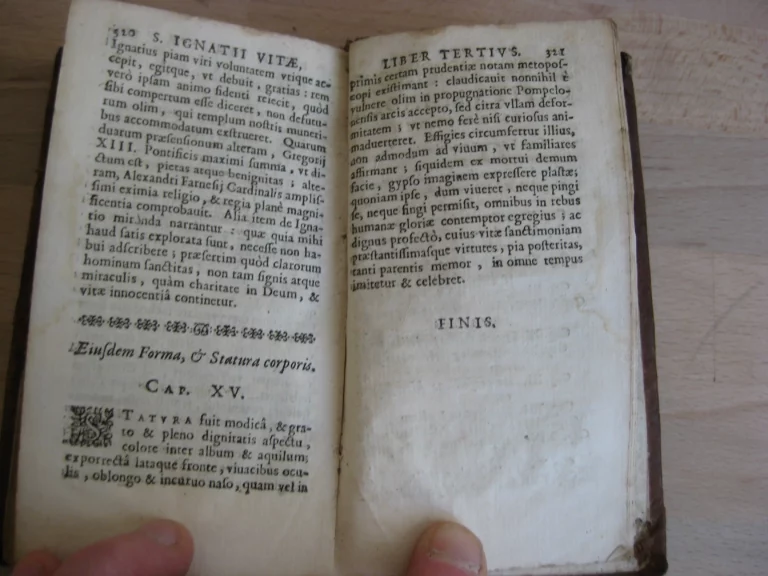 320 S. IGNATII VITÆ,
Ignatius piam viri voluntatem vtique ac-
cepit, egitque, vt debuit, gratias: rem
verò ipsam animo fidenti reiecit, quòd
sibi compertum esse diceret, non defutu-
rum olim, qui templum nostris muneri-
bus accommodatum exstrueret. Quarum
duarum præsensionum alteram, Gregorij
XIII. Pontificis maximi summa, vt di-
ctum est, pietas atque benignitas; alte-
ram, Alexandri Farnesij Cardinalis amplis-
simi eximia religio, & regia planè magni-
ficentia comprobauit. Alia item de Igna-
tio miranda narrantur: quæ quia mihi
haud satis explorata sunt, necesse non ha-
bui adscribere; præsertim quòd clarorum
hominum sanctitas, non tam signis atque
miraculis, quàm charitate in Deum, &
vitæ innocentiâ continetur.
Eiusdem Forma, & Statura corporis.
CAP. XV.
STATVRA fuit modicâ, & gra-
to & pleno dignitatis aspectu,
colore inter album & aquilum;
exporrectâ lataque fronte, viuacibus ocu-
lis, oblongo & incuruo naso, quam vel in
LIBER TERTIVS. 321
primis certam prudentiæ notam metopos-
copi existimant: claudicauit nonnihil è
vulnere olim in propugnatione Pompelo-
nensis arcis accepto, sed citra vllam defor-
mitatem; vt nemo ferè nisi curiosus ani-
maduerteret. Effigies circumfertur illius,
non admodum ad viuum, vt familiares
affirmant; siquidem ex mortui demum
facie, gypso imaginem expressere plastæ;
quoniam ipse, dum viueret, neque pingi
se, neque fingi permisit, omnibus in rebus
humanæ gloriæ contemptor egregius; ac
dignus profectò, cuius vitæ sanctimoniam
præstantissimasque virtutes, pia posteritas,
tanti parentis memor, in omne tempus
imitetur & celebret.
FINIS.